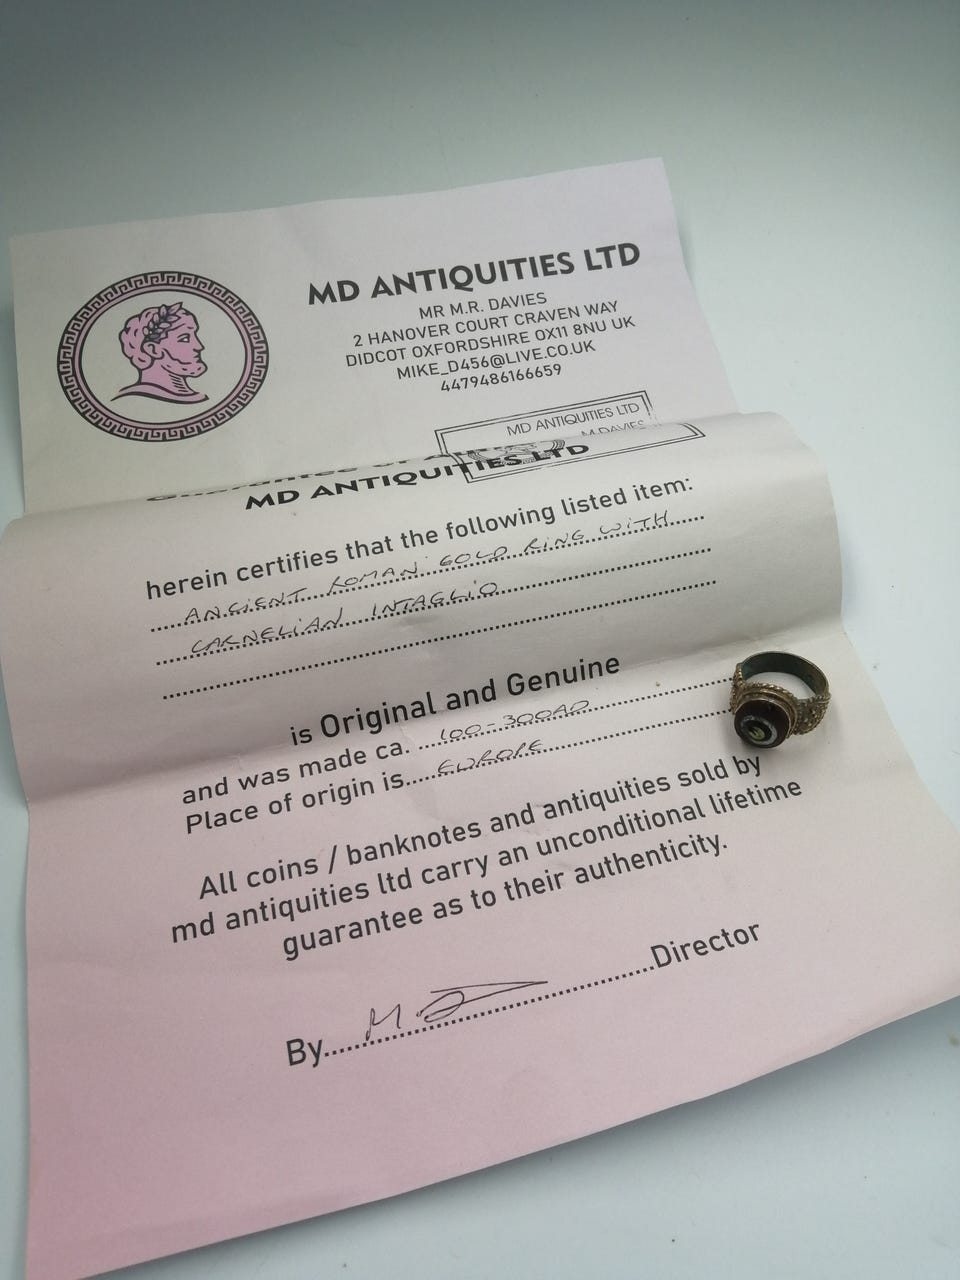 MD ANTIQUITIES LTD
MR M.R. DAVIES
2 HANOVER COURT CRAVEN WAY
DIDCOT OXFORDSHIRE OX11 8NU UK
MIKE_D456@LIVE.CO.UK
4479486166659
MD ANTIQUITIES LTD
M DAVIES
MD ANTIQUITIES LTD
herein certifies that the following listed item:
ANCIENT ROMAN GOLD RING WITH
CARNELIAN INTAGLIO
is Original and Genuine
and was made ca. 100-300AD
Place of origin is... EUROPE
All coins / banknotes and antiquities sold by
md antiquities ltd carry an unconditional lifetime
guarantee as to their authenticity.
By.....................Director